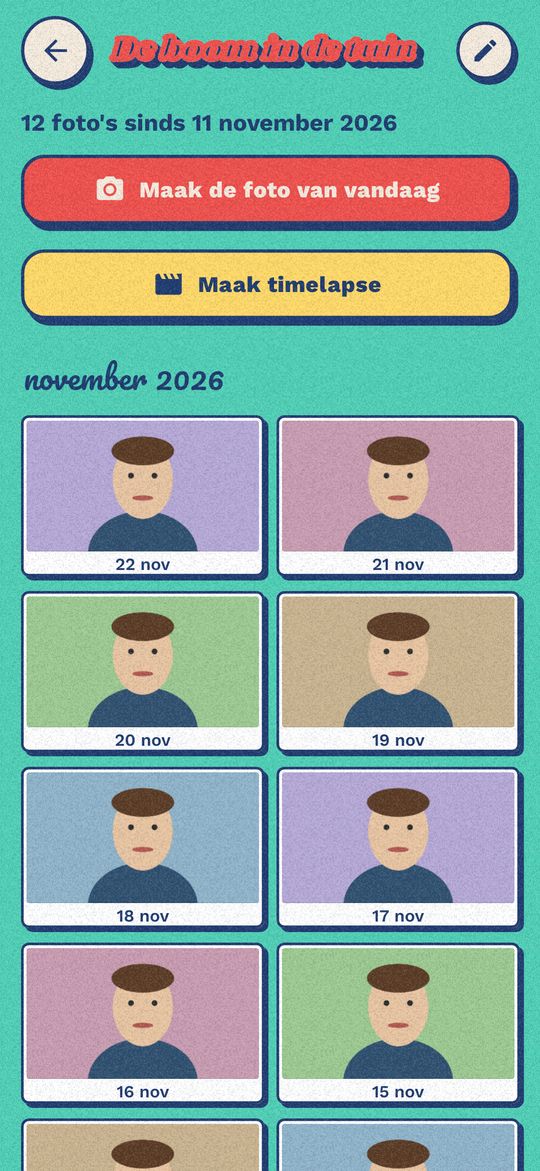 De boom in de tuin
12 foto's sinds 11 november 2026
Maak de foto van vandaag
Maak timelapse
november 2026
22 nov
21 nov
20 nov
19 nov
18 nov
17 nov
16 nov
15 nov